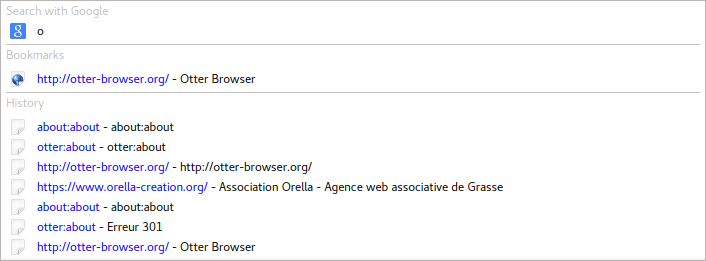 Search with Google
g o
Bookmarks
http://otter-browser.org/ - Otter Browser
History
about:about - about:about
otter:about - otter:about
http://otter-browser.org/ - http://otter-browser.org/
https://www.orella-creation.org/ - Association Orella - Agence web associative de Grasse
about:about - about:about
otter:about - Erreur 301
http://otter-browser.org/ - Otter Browser